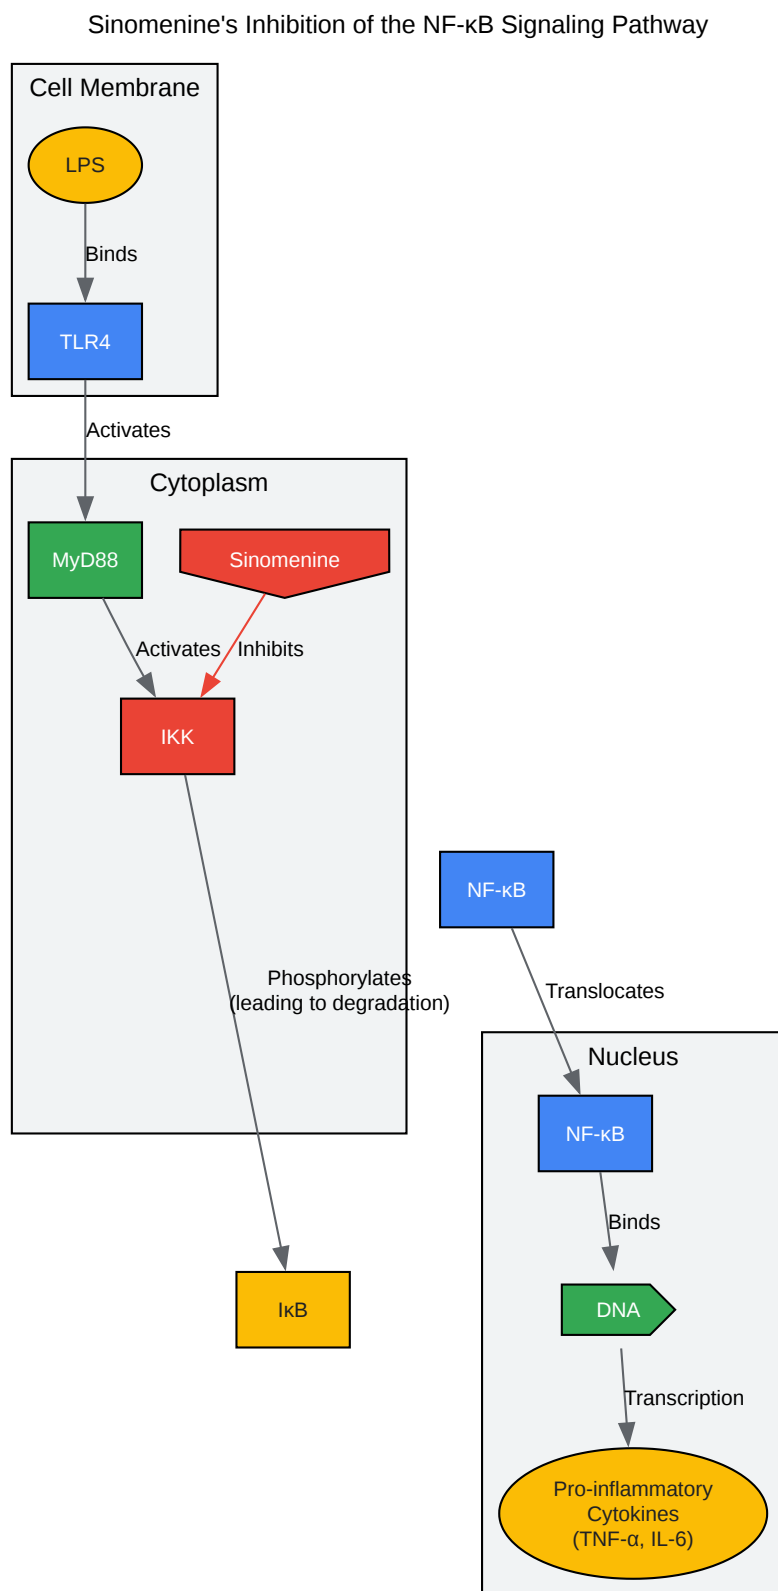 Sinomenine's Inhibition of the NF-κB Signaling Pathway
Cell Membrane
LPS
Binds
TLR4
Activates
Cytoplasm
MyD88
Sinomenine
Activates
Inhibits
IKK
NF-κB
Phosphorylates
(leading to degradation)
Translocates
Nucleus
NF-κB
Binds
IκB
DNA
Transcription
Pro-inflammatory
Cytokines
(TNF-α, IL-6)